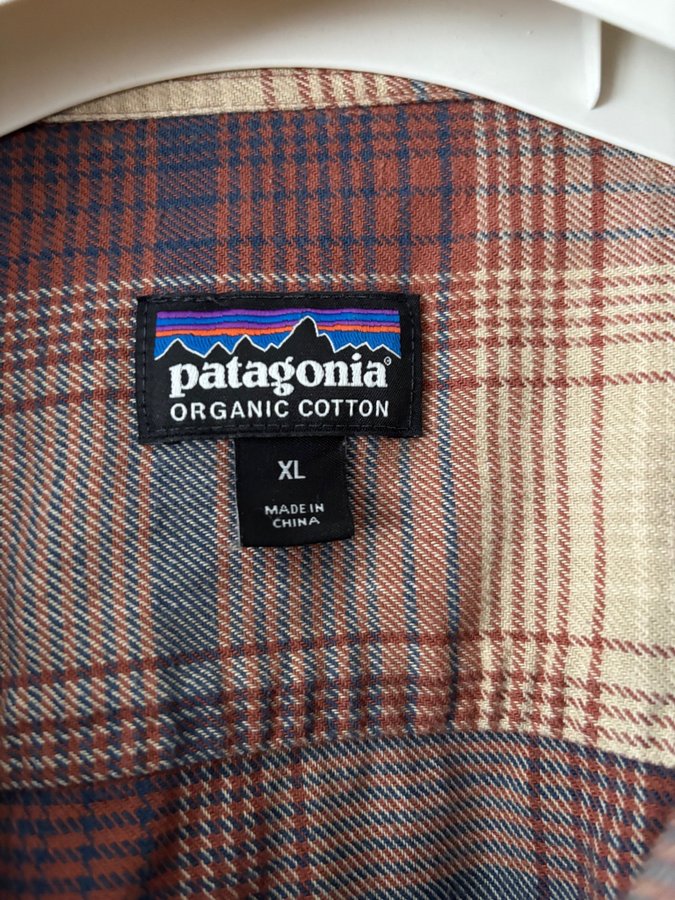 patagonia®
ORGANIC COTTON
XL
MADE IN
CHINA